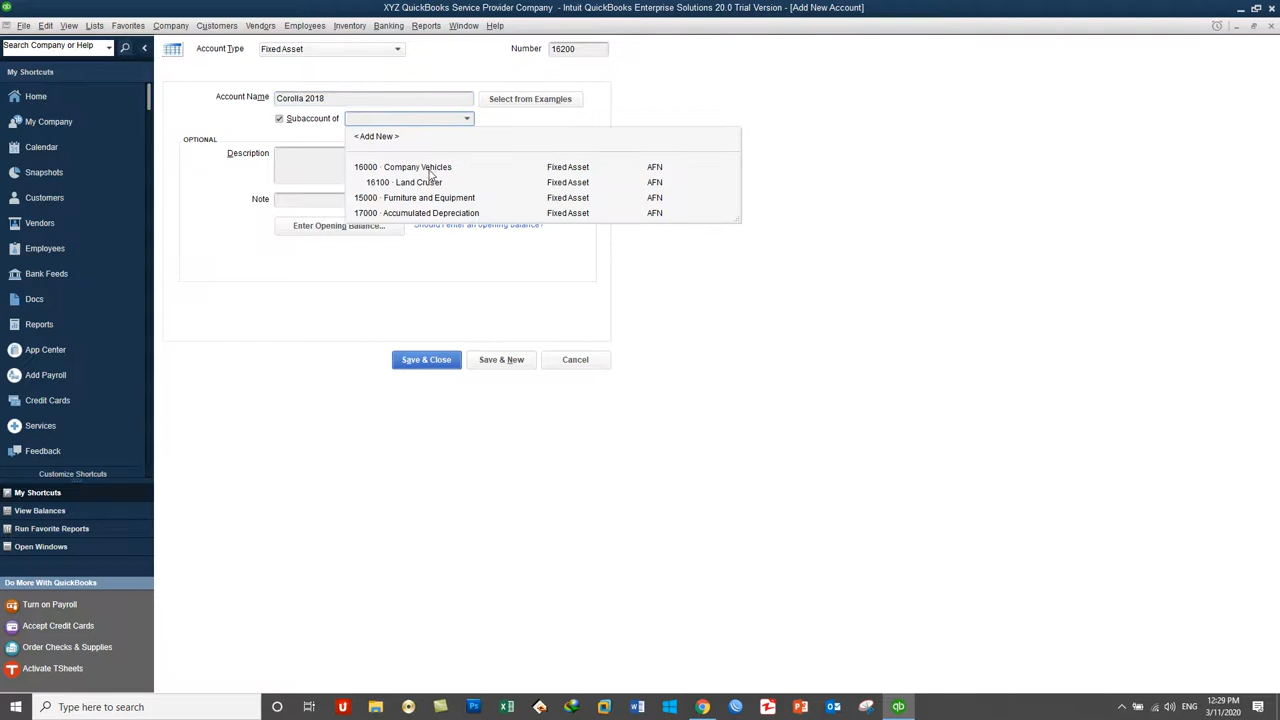 XYZ QuickBooks Service Provider Company - Intuit QuickBooks Enterprise Solutions 20.0 Trial Version - [Add New Account]
File Edit View Lists Favorites Company Customers Vendors Employees Inventory Banking Reports Window Help
Search Company or Help
My Shortcuts
Home
My Company
Calendar
Snapshots
Customers
Vendors
Employees
Bank Feeds
Docs
Reports
App Center
Add Payroll
Credit Cards
Services
Feedback
Customize Shortcuts
My Shortcuts
View Balances
Run Favorite Reports
Open Windows
Do More With QuickBooks
Turn on Payroll
Accept Credit Cards
Order Checks & Supplies
Activate TSheets
Account Type Fixed Asset Number 16200
Account Name Corolla 2018 Select from Examples
Subaccount of
OPTIONAL
Description
Note
< Add New >
16000 · Company Vehicles Fixed Asset AFN
16100 · Land Cruser Fixed Asset AFN
15000 · Furniture and Equipment Fixed Asset AFN
17000 · Accumulated Depreciation Fixed Asset AFN
Enter Opening Balance... Should I enter an opening balance?
Save & Close Save & New Cancel
Type here to search
12:29 PM
3/11/2020